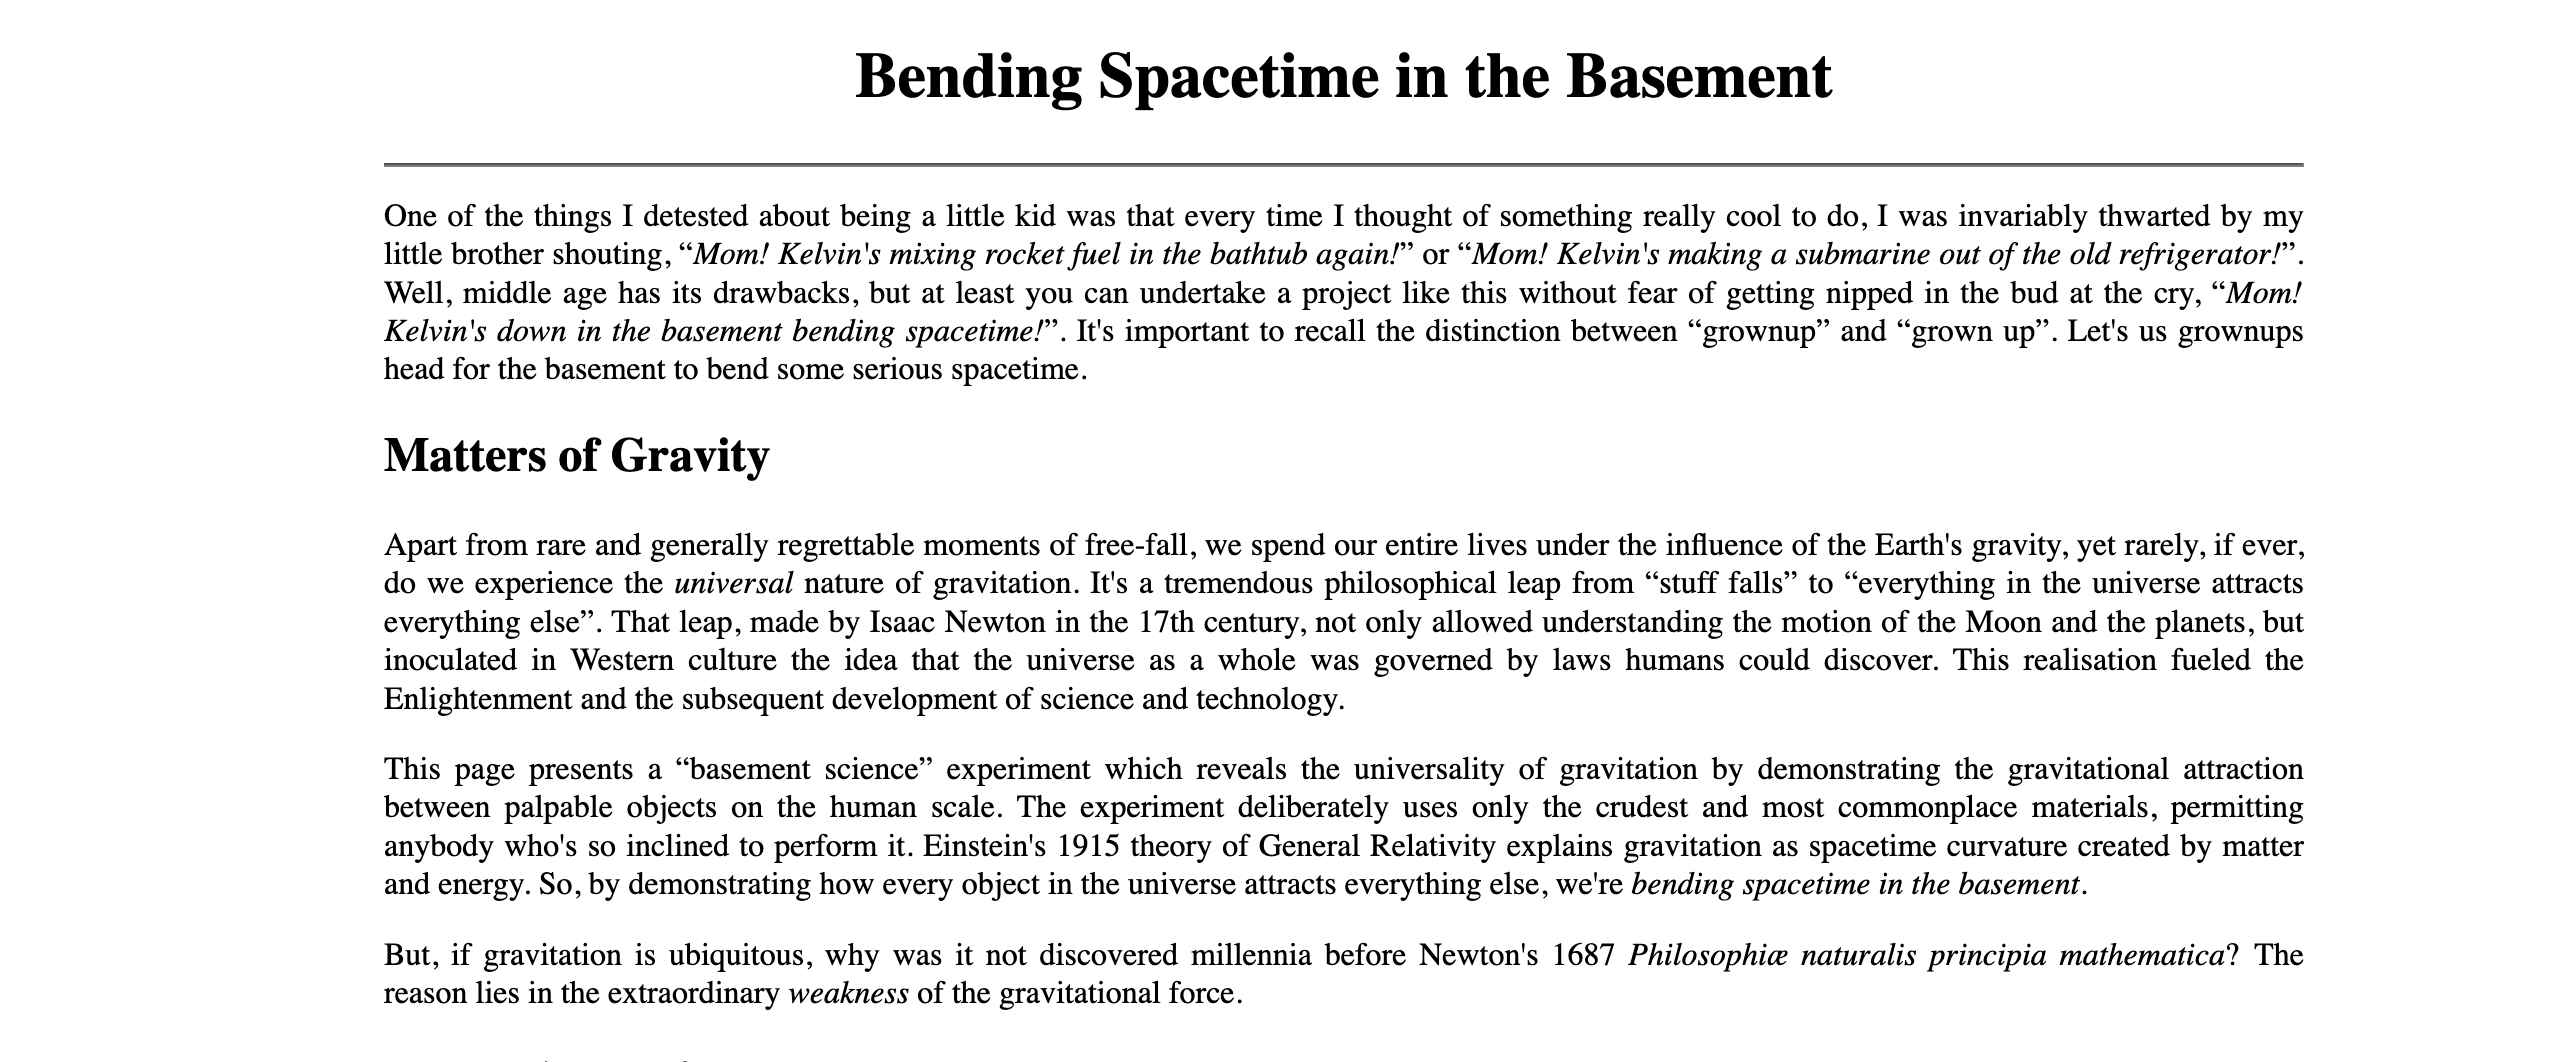 Bending Spacetime in the Basement
One of the things I detested about being a little kid was that every time I thought of something really cool to do, I was invariably thwarted by my
little brother shouting, “Mom! Kelvin's mixing rocket fuel in the bathtub again!” or “Mom! Kelvin's making a submarine out of the old refrigerator!”.
Well, middle age has its drawbacks, but at least you can undertake a project like this without fear of getting nipped in the bud at the cry, “Mom!
Kelvin's down in the basement bending spacetime!”. It's important to recall the distinction between “grownup” and “grown up”. Let's us grownups
head for the basement to bend some serious spacetime.
Matters of Gravity
Apart from rare and generally regrettable moments of free-fall, we spend our entire lives under the influence of the Earth's gravity, yet rarely, if ever,
do we experience the universal nature of gravitation. It's a tremendous philosophical leap from “stuff falls” to “everything in the universe attracts
everything else”. That leap, made by Isaac Newton in the 17th century, not only allowed understanding the motion of the Moon and the planets, but
inoculated in Western culture the idea that the universe as a whole was governed by laws humans could discover. This realisation fueled the
Enlightenment and the subsequent development of science and technology.
This page presents a “basement science” experiment which reveals the universality of gravitation by demonstrating the gravitational attraction
between palpable objects on the human scale. The experiment deliberately uses only the crudest and most commonplace materials, permitting
anybody who's so inclined to perform it. Einstein's 1915 theory of General Relativity explains gravitation as spacetime curvature created by matter
and energy. So, by demonstrating how every object in the universe attracts everything else, we're bending spacetime in the basement.
But, if gravitation is ubiquitous, why was it not discovered millennia before Newton's 1687 Philosophiæ naturalis principia mathematica? The
reason lies in the extraordinary weakness of the gravitational force.